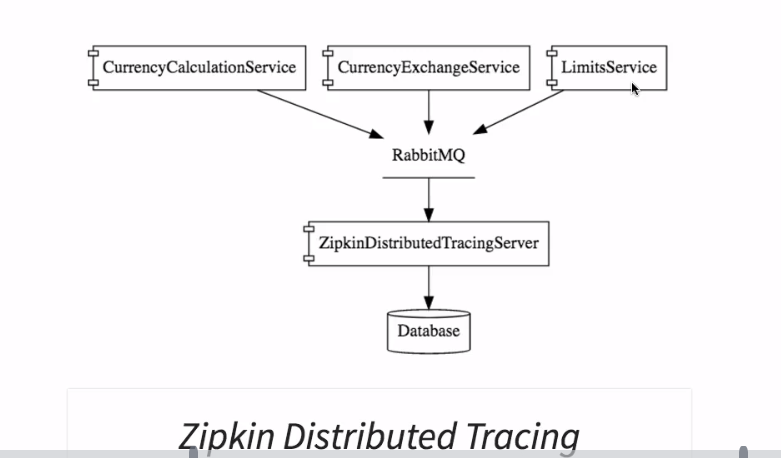 CurrencyCalculationService CurrencyExchangeService LimitsService
RabbitMQ
ZipkinDistributedTracingServer
Database
Zipkin Distributed Tracing